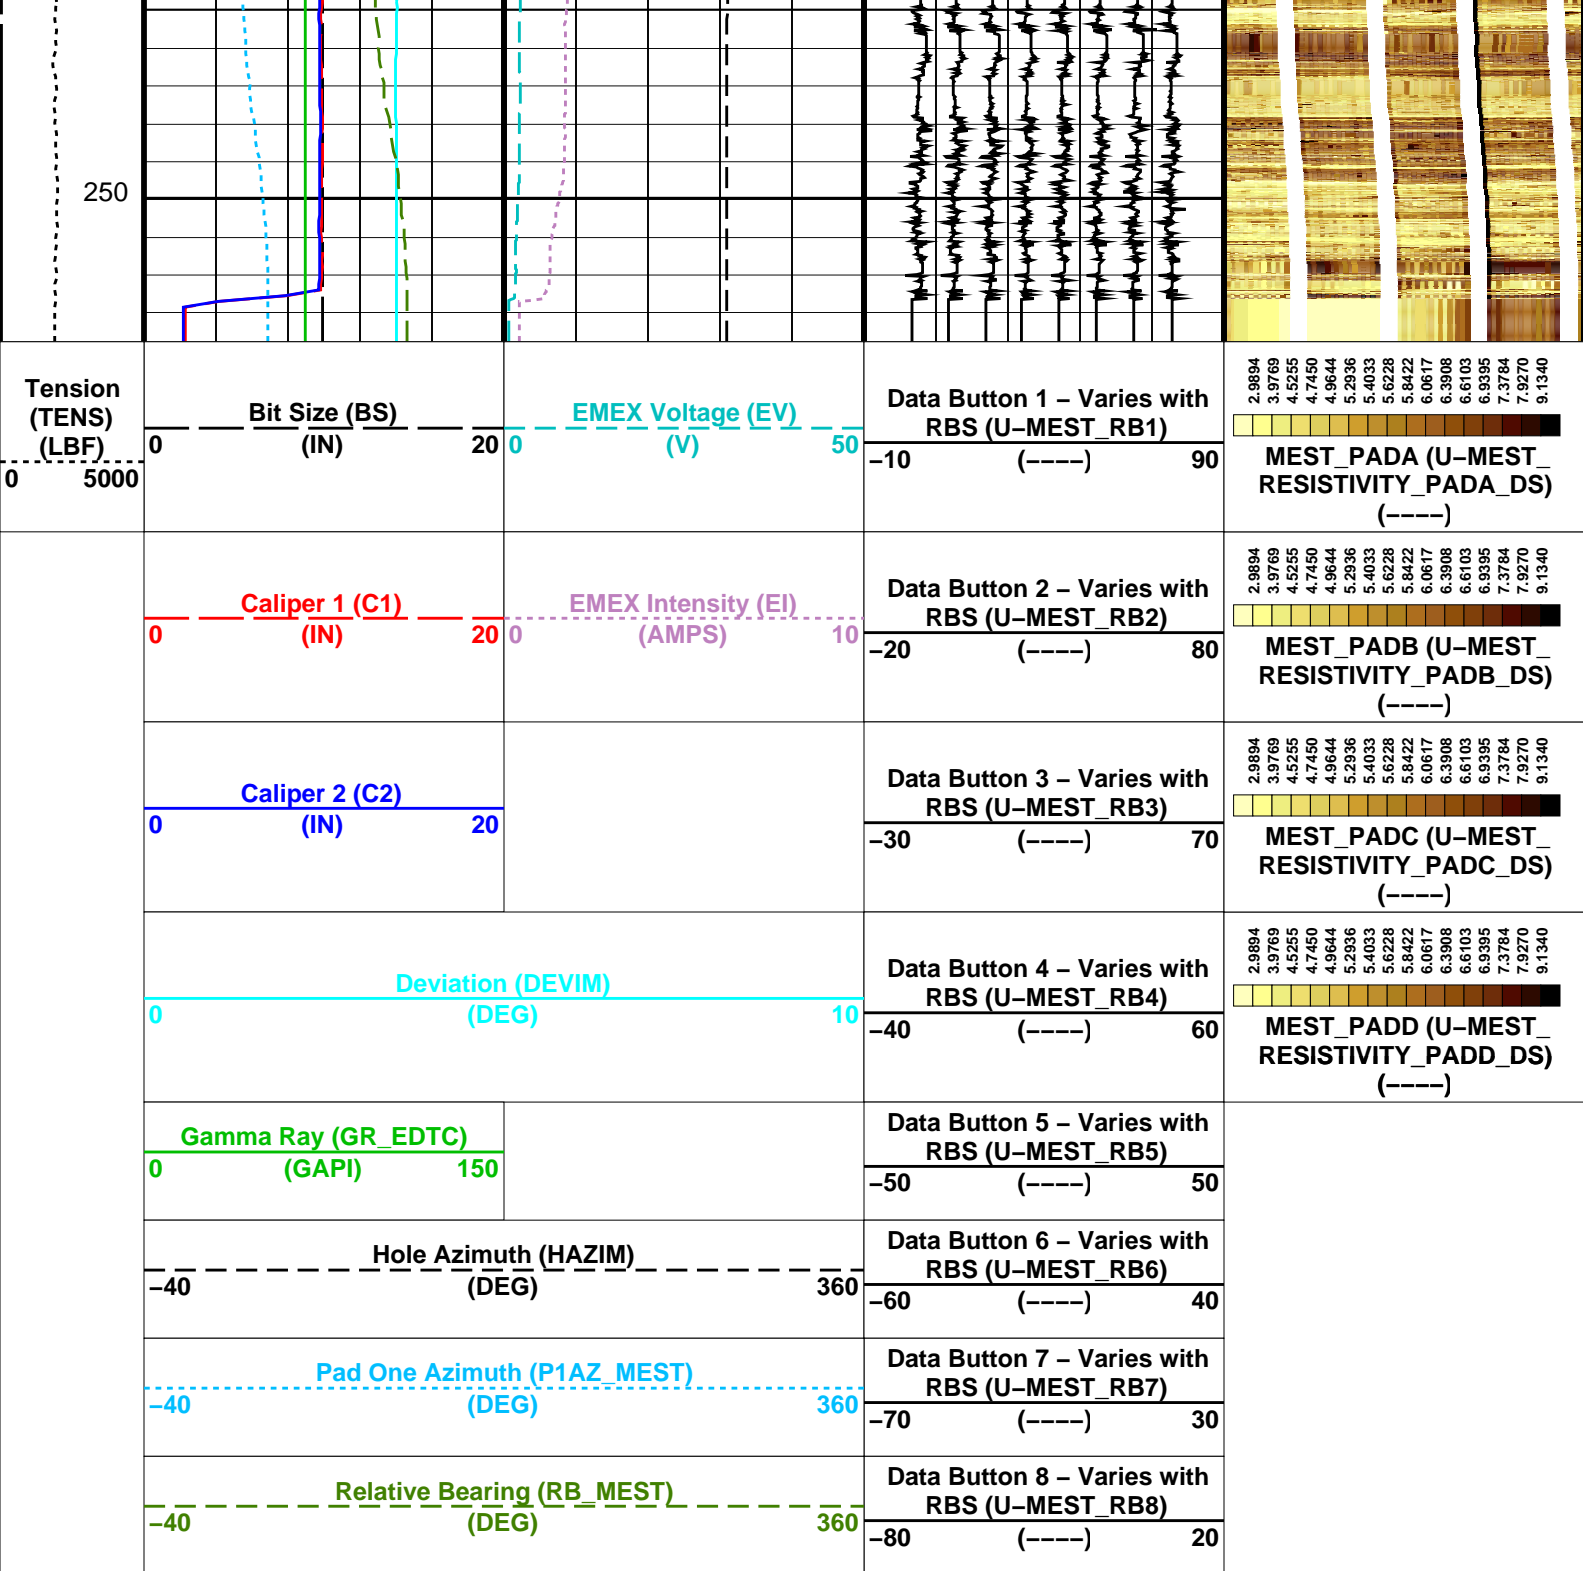 250
Tension
(TENS)
(LBF)
0 5000
Bit Size (BS)
0 (IN) 20
EMEX Voltage (EV)
0 (V) 50
Data Button 1 – Varies with
RBS (U–MEST_RB1)
–10 (––––) 90
2.9894
3.9769
4.5255
4.7450
4.9644
5.2936
5.4033
5.6228
5.8422
6.0617
6.3908
6.6103
6.9395
7.3784
7.9270
9.1340
MEST_PADA (U–MEST_
RESISTIVITY_PADA_DS)
(––––)
Caliper 1 (C1)
0 (IN) 20
EMEX Intensity (EI)
0 (AMPS) 10
Data Button 2 – Varies with
RBS (U–MEST_RB2)
–20 (––––) 80
2.9894
3.9769
4.5255
4.7450
4.9644
5.2936
5.4033
5.6228
5.8422
6.0617
6.3908
6.6103
6.9395
7.3784
7.9270
9.1340
MEST_PADB (U–MEST_
RESISTIVITY_PADB_DS)
(––––)
Caliper 2 (C2)
0 (IN) 20
Data Button 3 – Varies with
RBS (U–MEST_RB3)
–30 (––––) 70
2.9894
3.9769
4.5255
4.7450
4.9644
5.2936
5.4033
5.6228
5.8422
6.0617
6.3908
6.6103
6.9395
7.3784
7.9270
9.1340
MEST_PADC (U–MEST_
RESISTIVITY_PADC_DS)
(––––)
Deviation (DEVIM)
0 (DEG) 10
Data Button 4 – Varies with
RBS (U–MEST_RB4)
–40 (––––) 60
2.9894
3.9769
4.5255
4.7450
4.9644
5.2936
5.4033
5.6228
5.8422
6.0617
6.3908
6.6103
6.9395
7.3784
7.9270
9.1340
MEST_PADD (U–MEST_
RESISTIVITY_PADD_DS)
(––––)
Gamma Ray (GR_EDTC)
0 (GAPI) 150
Data Button 5 – Varies with
RBS (U–MEST_RB5)
–50 (––––) 50
Hole Azimuth (HAZIM)
–40 (DEG) 360
Data Button 6 – Varies with
RBS (U–MEST_RB6)
–60 (––––) 40
Pad One Azimuth (P1AZ_MEST)
–40 (DEG) 360
Data Button 7 – Varies with
RBS (U–MEST_RB7)
–70 (––––) 30
Relative Bearing (RB_MEST)
–40 (DEG) 360
Data Button 8 – Varies with
RBS (U–MEST_RB8)
–80 (––––) 20